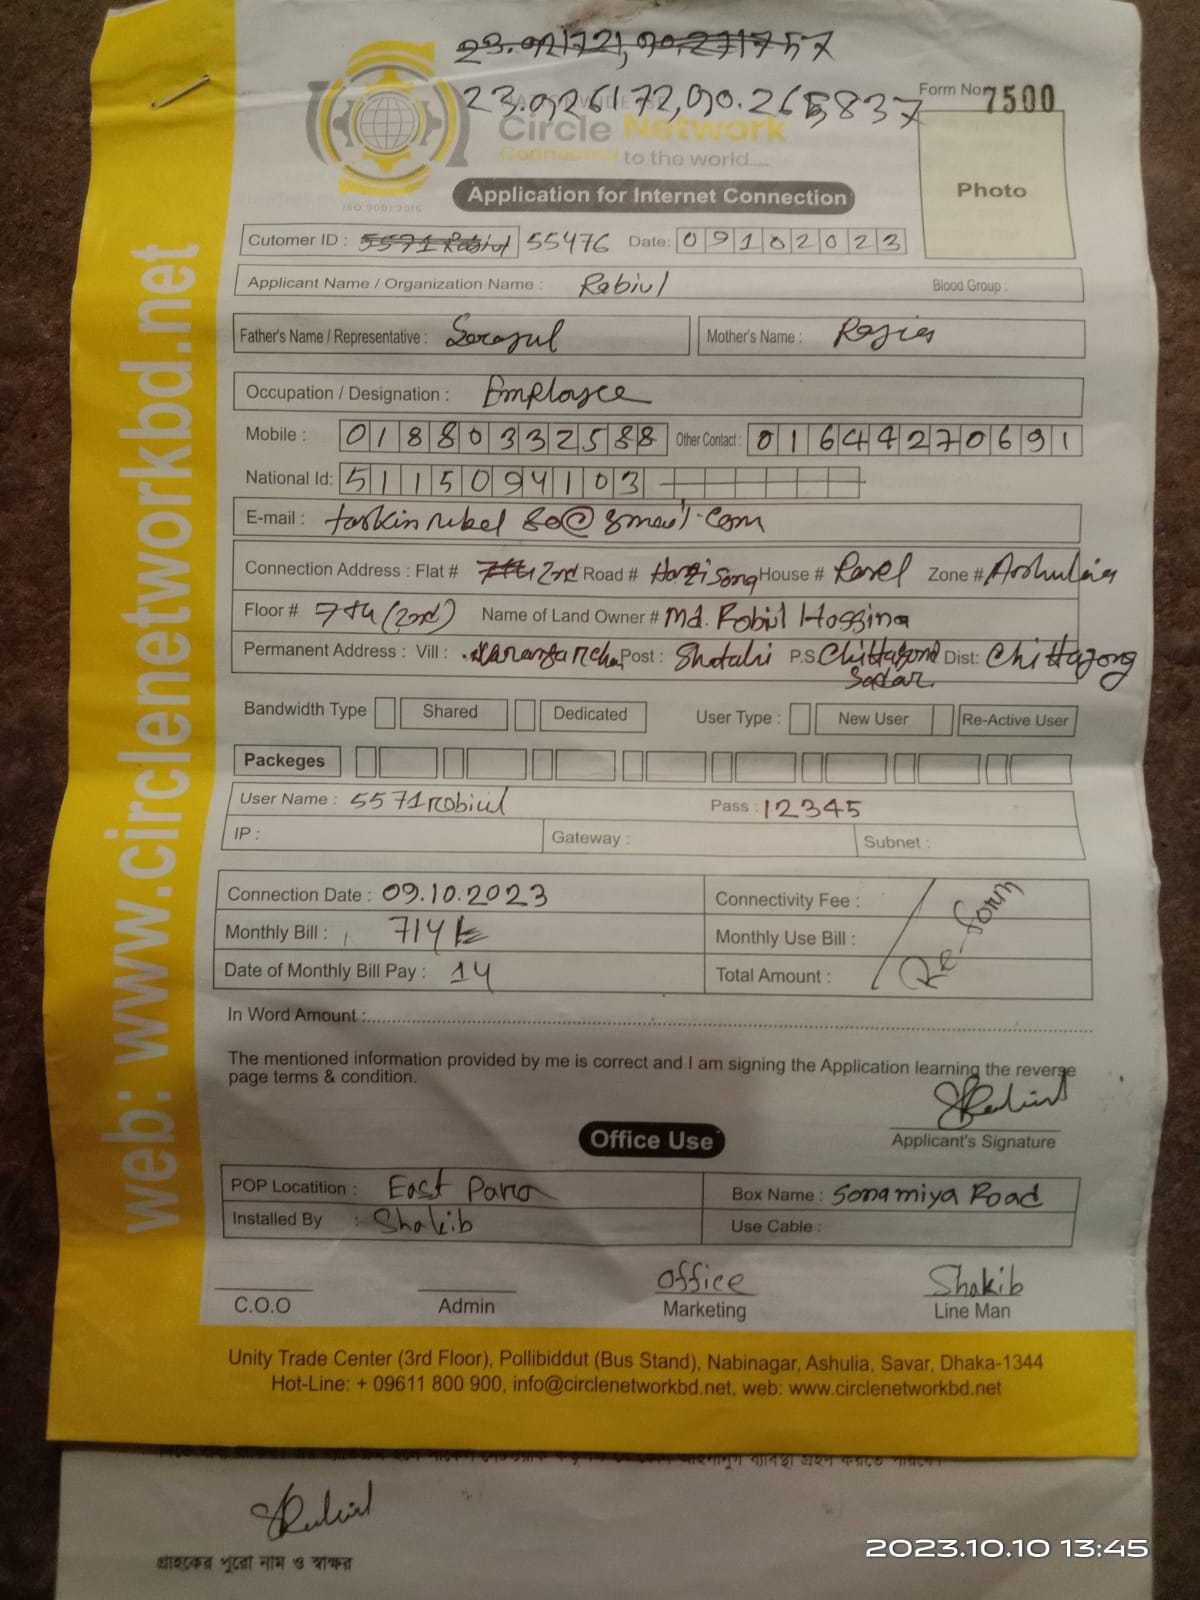 23.026172,90.265837
Form No: 7500
Circle Network
Connecting to the world....
ISO 9001:2015
Application for Internet Connection
Photo
Cutomer ID : 5571 Robiul 55476 Date: 09102023
Applicant Name / Organization Name : Rabiul Blood Group :
Father's Name / Representative : Mother's Name :
Occupation / Designation : Employee
Mobile : 01880332588 Other Contact : 01644270691
National Id: 5115094103
E-mail :
Connection Address : Flat # 7th 2nd Road # House # Rasel Zone # Ashulia
Floor # 7th (2nd) Name of Land Owner # Md. Robiul Hossina
Permanent Address : Vill : Post : P.S Chittagong Sadar. Dist: Chittagong
Bandwidth Type Shared Dedicated User Type : New User Re-Active User
Packeges
User Name : 5571robiul Pass : 12345
IP : Gateway : Subnet :
Connection Date : 09.10.2023 Connectivity Fee :
Monthly Bill : 714 Monthly Use Bill :
Date of Monthly Bill Pay : 14 Total Amount :
Re-form
In Word Amount :
The mentioned information provided by me is correct and I am signing the Application learning the reverse
page terms & condition.
Applicant's Signature
Office Use
POP Locatition : East Para Box Name : Sonamiya Road
Installed By : Shakib Use Cable :
Office Shakib
C.O.O Admin Marketing Line Man
Unity Trade Center (3rd Floor), Pollibiddut (Bus Stand), Nabinagar, Ashulia, Savar, Dhaka-1344
Hot-Line: + 09611 800 900, info@circlenetworkbd.net, web: www.circlenetworkbd.net
web: www.circlenetworkbd.net
গ্রাহকের পুরো নাম ও স্বাক্ষর
2023.10.10 13:45